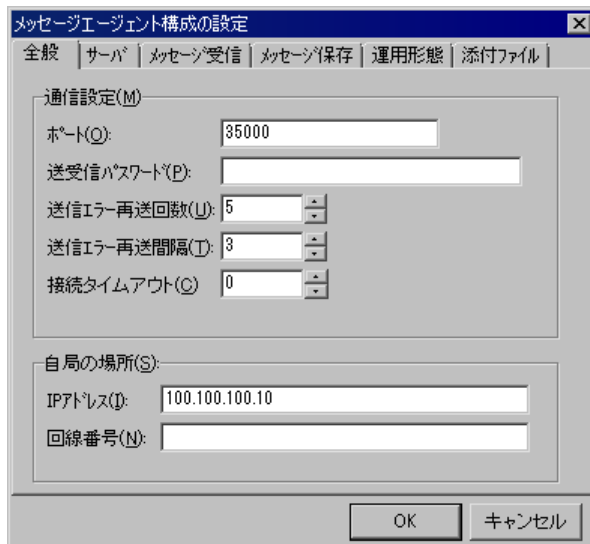 メッセージエージェント構成の設定
全般 サーバ メッセージ受信 メッセージ保存 運用形態 添付ファイル
通信設定(M)
ポート(O): 35000
送受信パスワード(P):
送信エラー再送回数(U): 5
送信エラー再送間隔(T): 3
接続タイムアウト(C) 0
自局の場所(S):
IPアドレス(I): 100.100.100.10
回線番号(N):
OK キャンセル